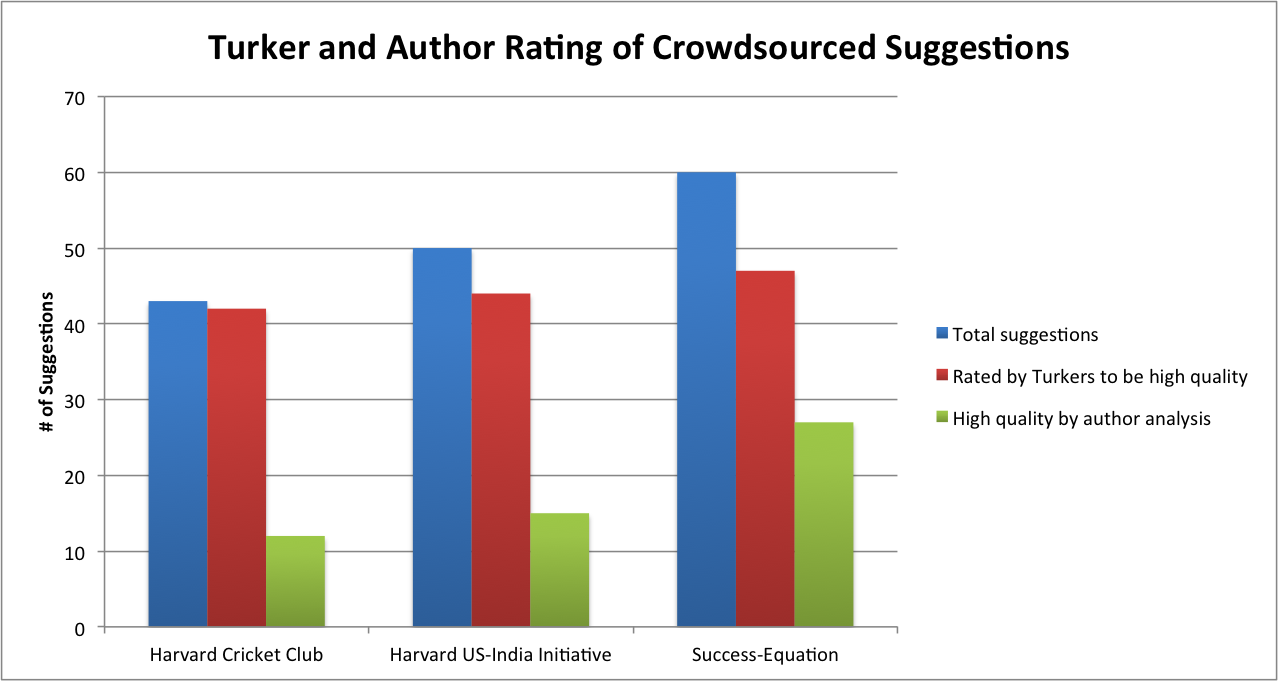 Turker and Author Rating of Crowdsourced Suggestions
70
60
50
40
30
20
10
0
# of Suggestions
Harvard Cricket Club
Harvard US-India Initiative
Success-Equation
Total suggestions
Rated by Turkers to be high quality
High quality by author analysis